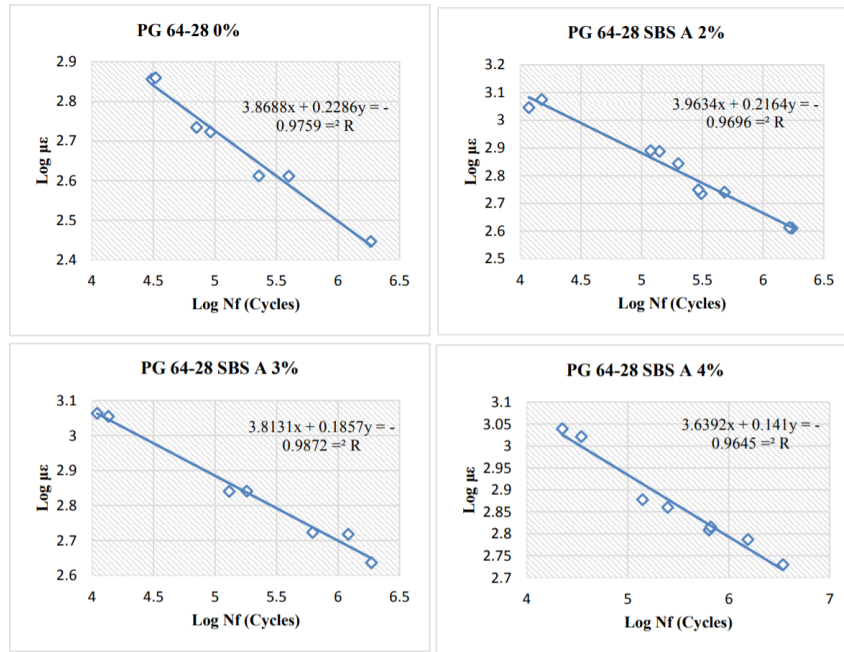 PG 64-28 0%
2.9
2.8
2.7
2.6
2.5
2.4
Log με
3.8688x + 0.2286y = -
0.9759 =² R
4 4.5 5 5.5 6 6.5
Log Nf (Cycles)
PG 64-28 SBS A 2%
3.2
3.1
3
2.9
2.8
2.7
2.6
2.5
Log με
3.9634x + 0.2164y = -
0.9696 =² R
4 4.5 5 5.5 6 6.5
Log Nf (Cycles)
PG 64-28 SBS A 3%
3.1
3
2.9
2.8
2.7
2.6
Log με
3.8131x + 0.1857y = -
0.9872 =² R
4 4.5 5 5.5 6 6.5
Log Nf (Cycles)
PG 64-28 SBS A 4%
3.1
3.05
3
2.95
2.9
2.85
2.8
2.75
2.7
Log με
3.6392x + 0.141y = -
0.9645 =² R
4 5 6 7
Log Nf (Cycles)